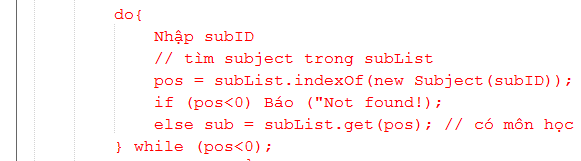 do{
Nhập subID
// tìm subject trong subList
pos = subList.indexOf(new Subject(subID));
if (pos<0) Báo ("Not found!);
else sub = subList.get(pos); // có môn học
} while (pos<0);